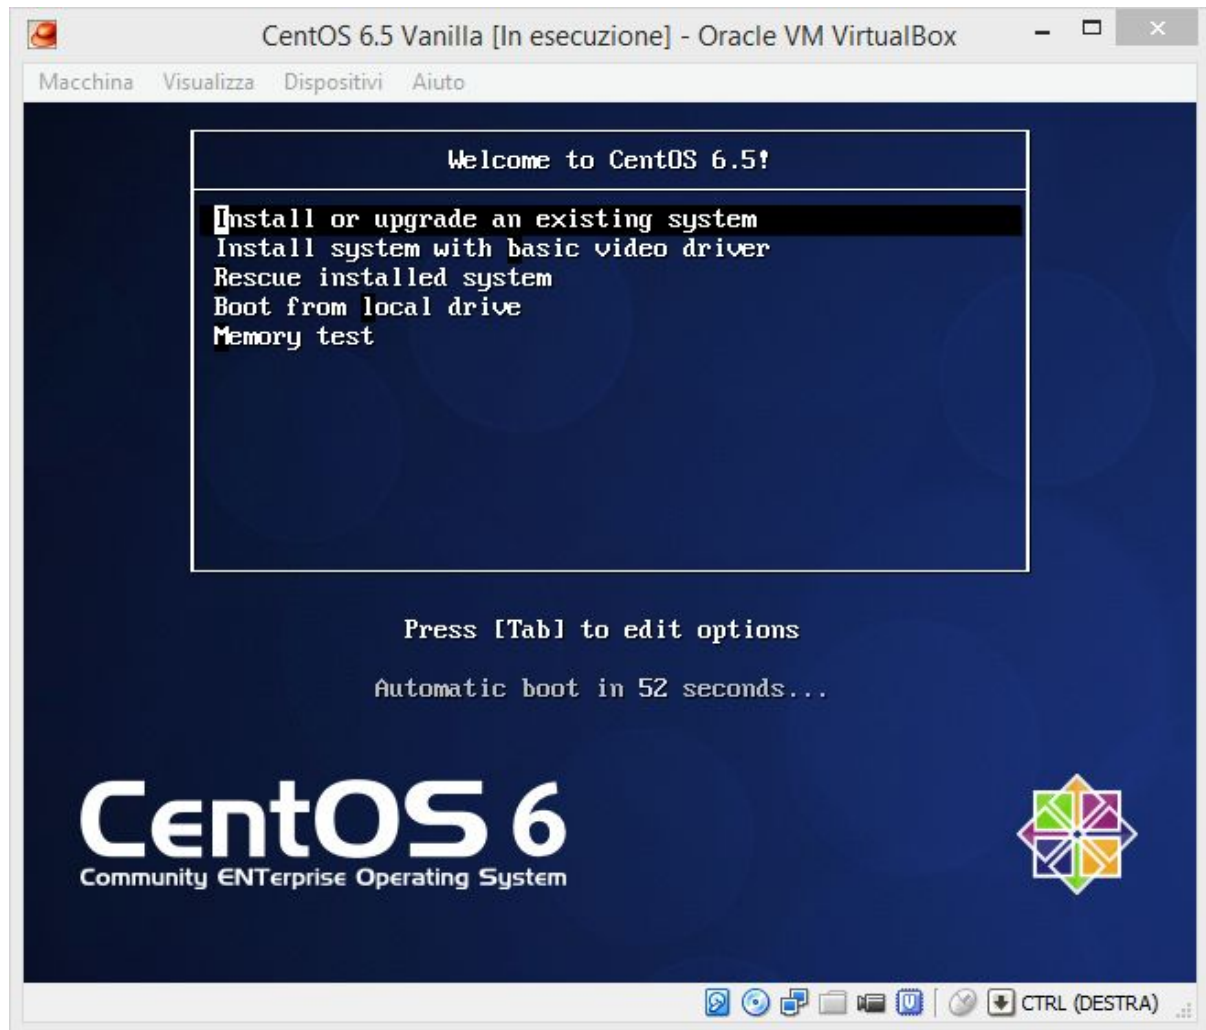 CentOS 6.5 Vanilla [In esecuzione] - Oracle VM VirtualBox
Macchina Visualizza Dispositivi Aiuto
Welcome to CentOS 6.5!
Install or upgrade an existing system
Install system with basic video driver
Rescue installed system
Boot from local drive
Memory test
Press [Tab] to edit options
Automatic boot in 52 seconds...
CentOS 6
Community ENTerprise Operating System
CTRL (DESTRA)